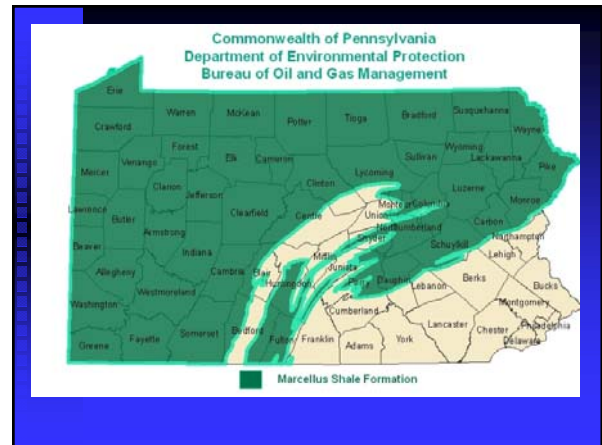 Commonwealth of Pennsylvania
Department of Environmental Protection
Bureau of Oil and Gas Management
Erie
Warren McKean Potter Tioga Bradford Susquehanna
Crawford Wayne
Forest Wyoming
Venango Elk Cameron Sullivan Lackawanna Pike
Mercer Clinton Lycoming
Clarion Jefferson Luzerne
Lawrence Clearfield Centre Columbia Monroe
Butler Union Carbon
Armstrong Snyder Northumberland Northampton
Beaver Indiana Mifflin Schuylkill Lehigh
Allegheny Cambria Blair Juniata
Huntingdon Perry Dauphin Lebanon Berks Bucks
Westmoreland Montgomery
Washington Cumberland Philadelphia
Lancaster Chester Delaware
Greene Fayette Somerset Bedford Fulton Franklin Adams York
Marcellus Shale Formation